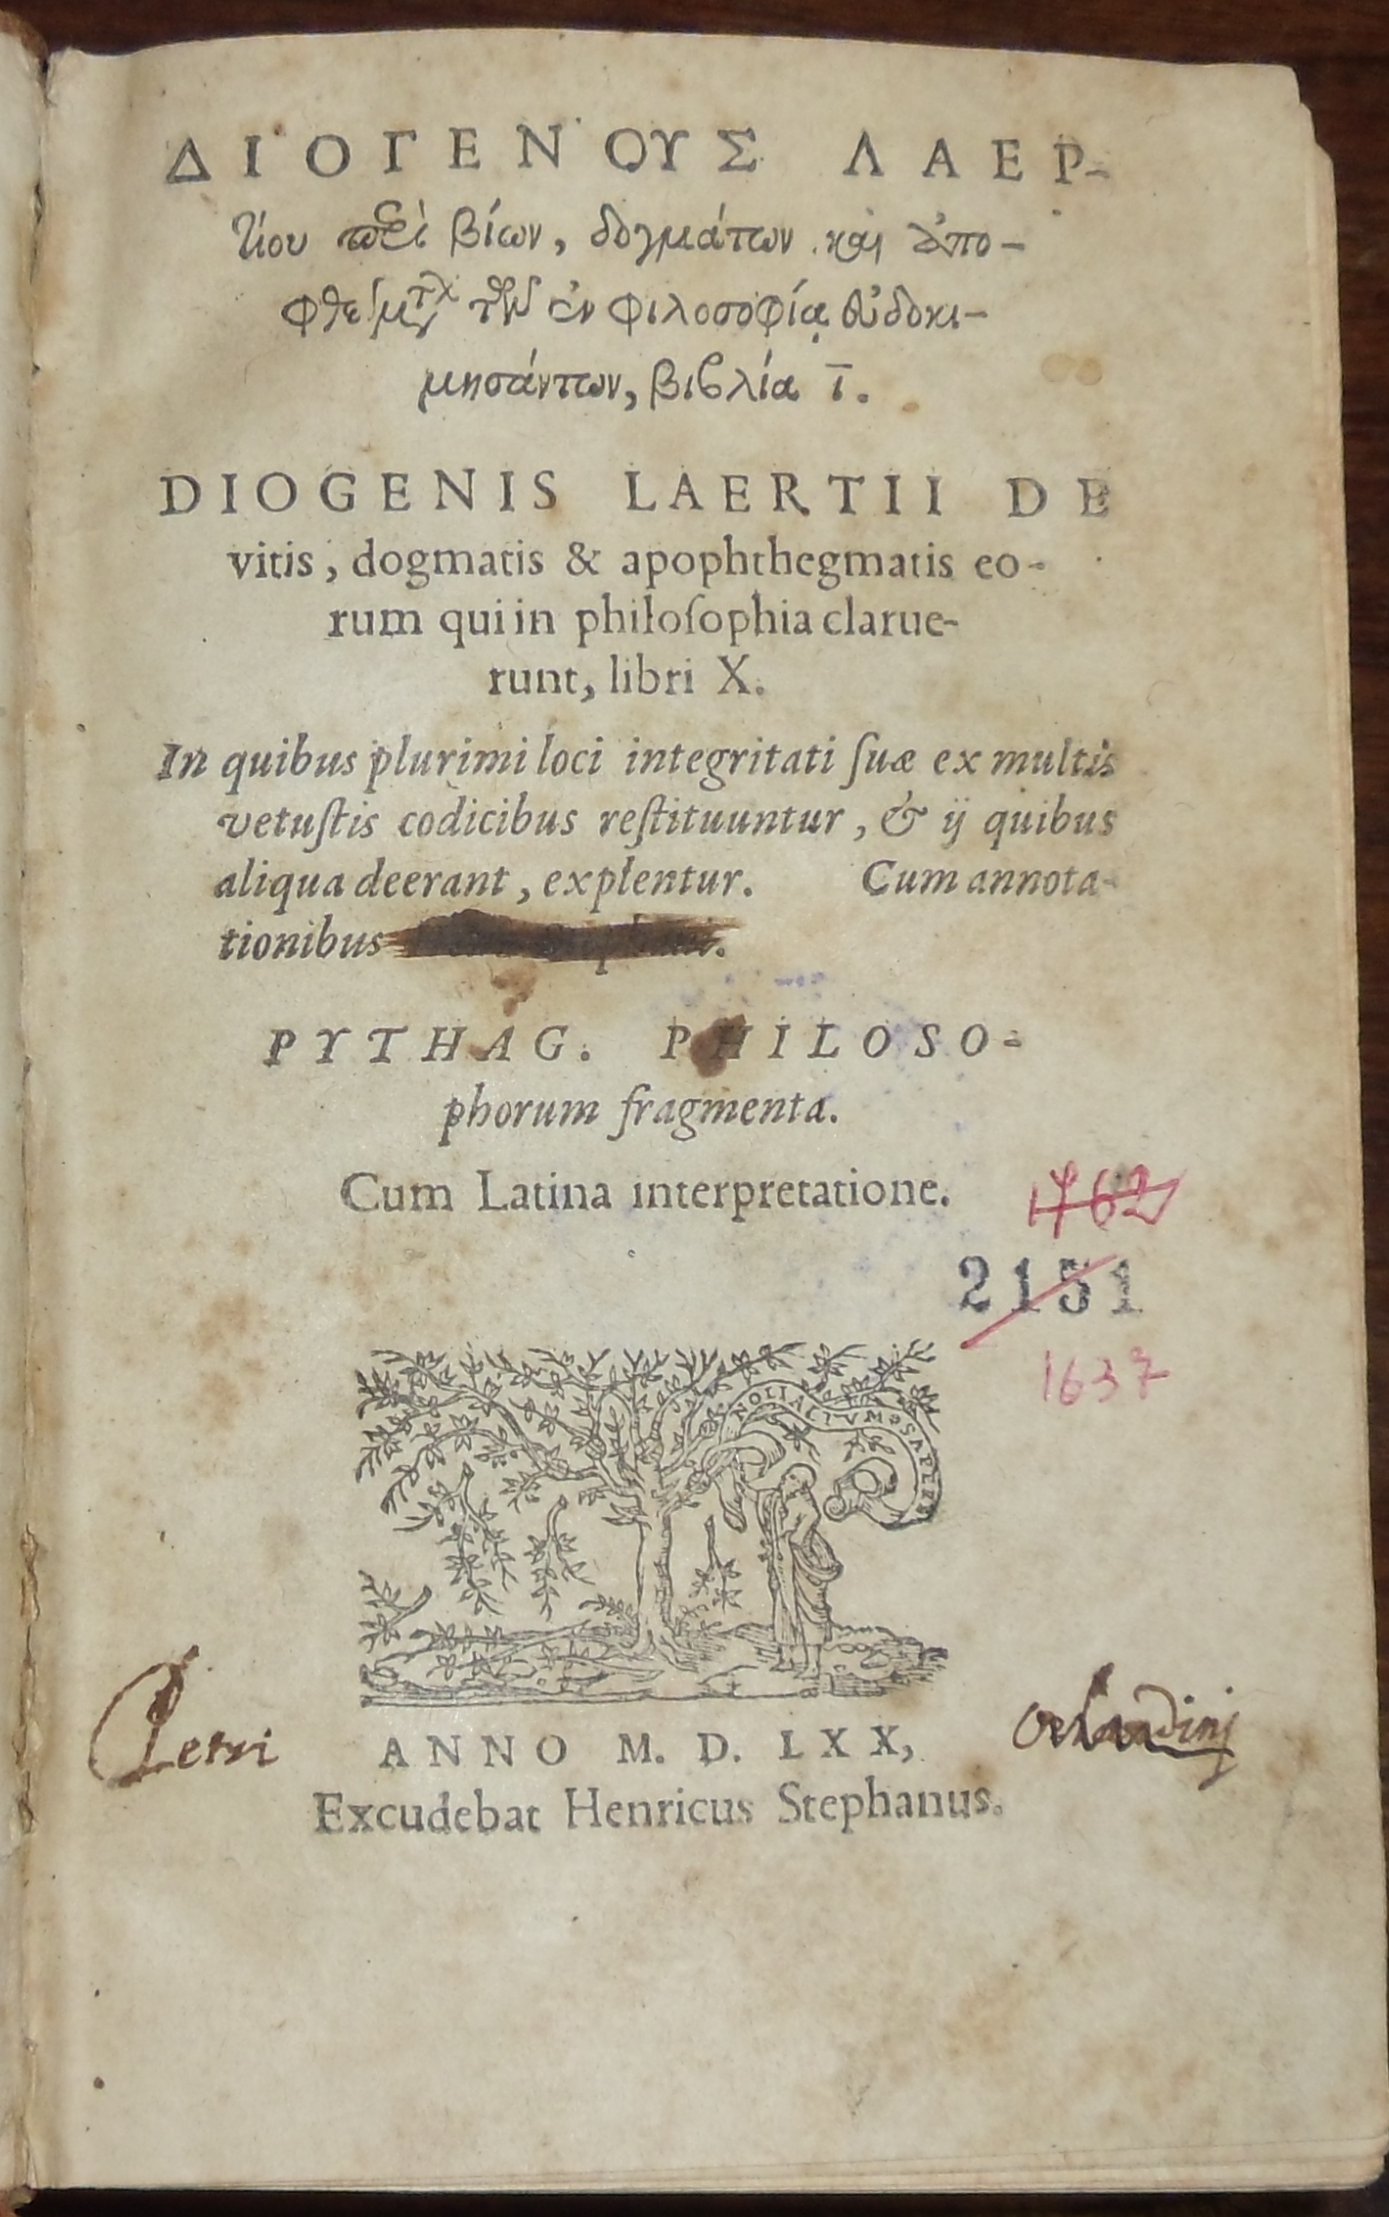 ΔΙΟΓΕΝΟΥΣ ΛΑΕΡ-
τίου περὶ βίων, δογμάτων καὶ ἀπο-
φθεγμάτων τῶν ἐν φιλοσοφίᾳ εὐδοκι-
μησάντων, βιβλία ι̅.
DIOGENIS LAERTII DE
vitis, dogmatis & apophthegmatis eo-
rum qui in philoſophia clarue-
runt, libri X.
In quibus plurimi loci integritati ſuæ ex multis
vetuſtis codicibus reſtituuntur, & ij quibus
aliqua deerant, explentur. Cum annota-
tionibus
PYTHAG. PHILOSO-
phorum fragmenta.
Cum Latina interpretatione.
1762
2151
1637
NOLI ALTVM SAPERE
Petri
Orlandinj
ANNO M. D. LXX,
Excudebat Henricus Stephanus.